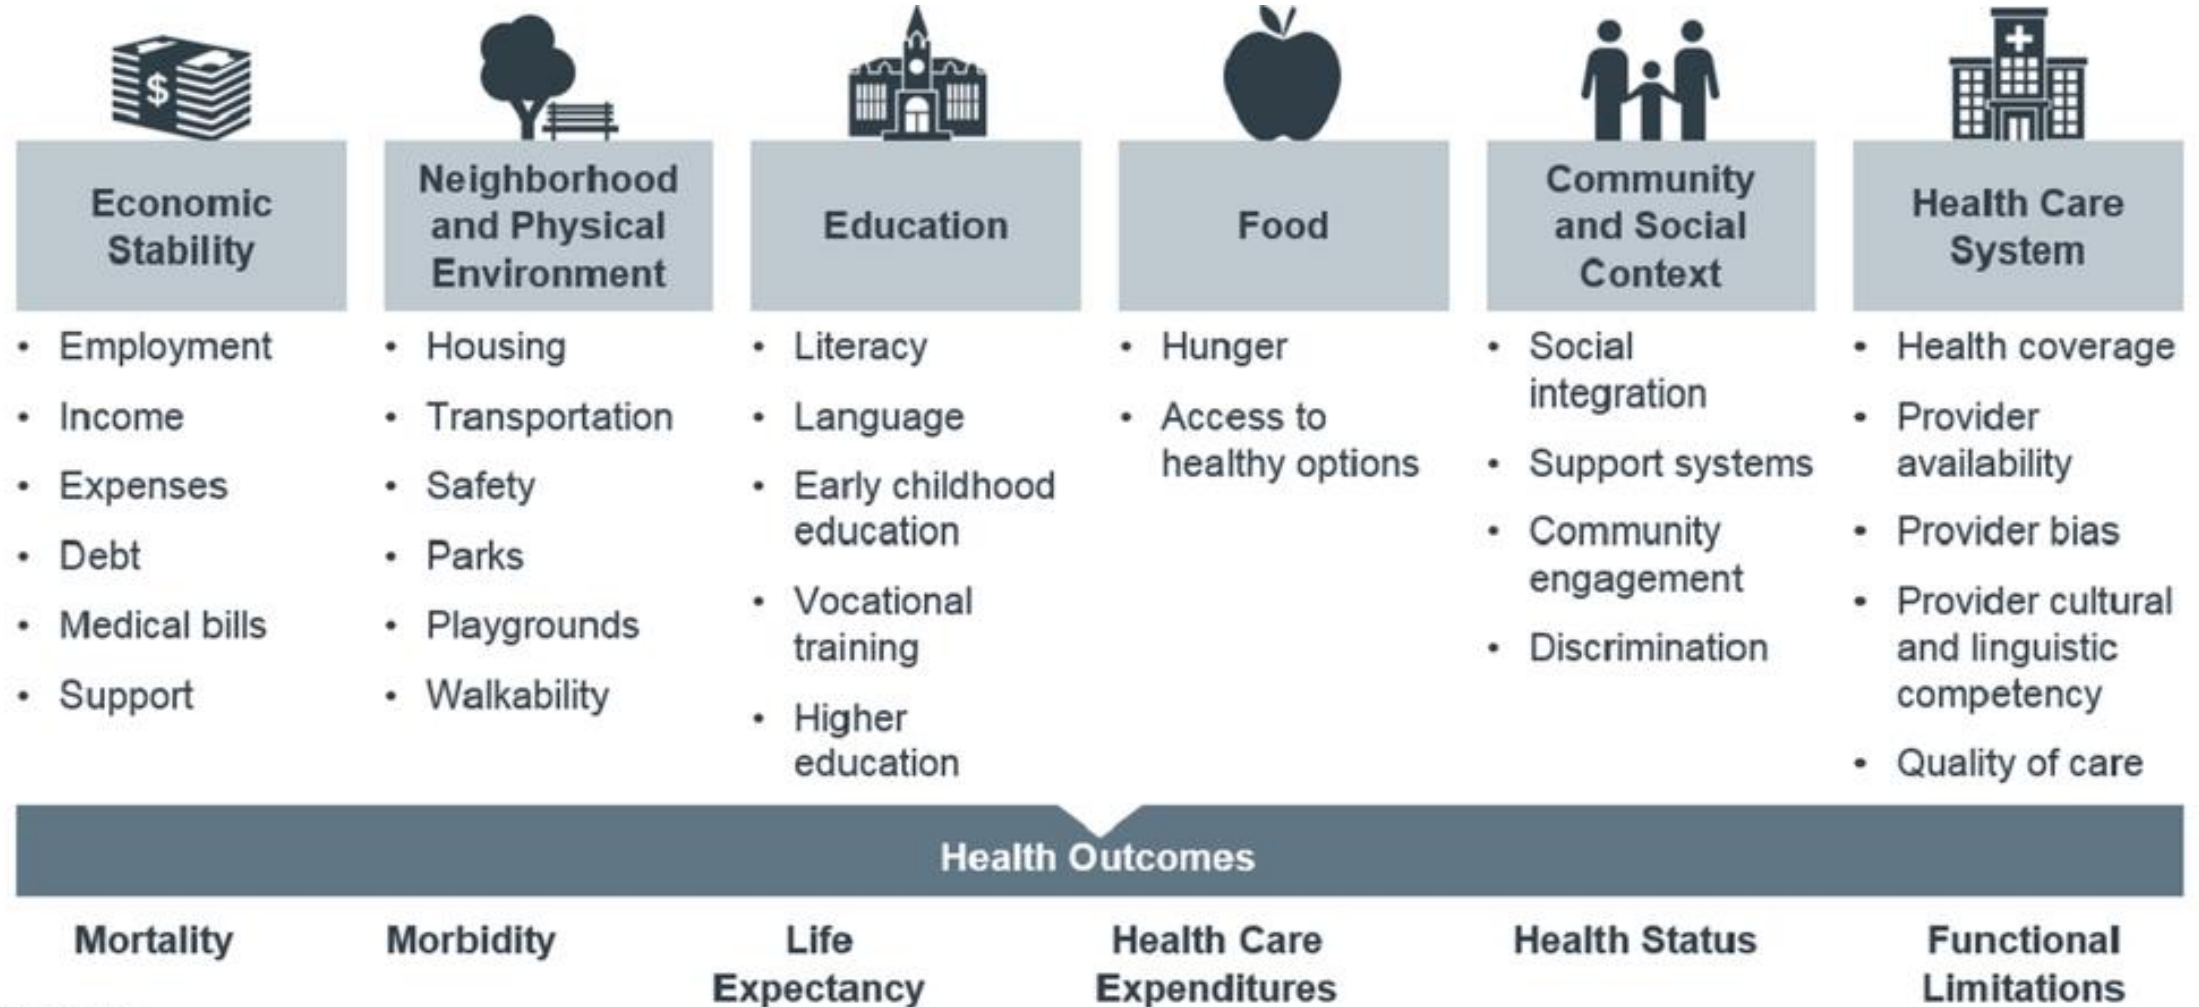 $
Economic
Stability
• Employment
• Income
• Expenses
• Debt
• Medical bills
• Support
Neighborhood
and Physical
Environment
• Housing
• Transportation
• Safety
• Parks
• Playgrounds
• Walkability
Education
• Literacy
• Language
• Early childhood
education
• Vocational
training
• Higher
education
Food
• Hunger
• Access to
healthy options
Community
and Social
Context
• Social
integration
• Support systems
• Community
engagement
• Discrimination
Health Care
System
• Health coverage
• Provider
availability
• Provider bias
• Provider cultural
and linguistic
competency
• Quality of care
Health Outcomes
Mortality
Morbidity
Life
Expectancy
Health Care
Expenditures
Health Status
Functional
Limitations